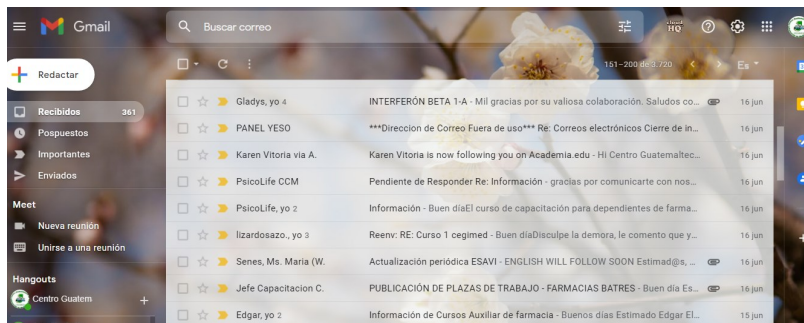 Gmail
Buscar correo
cloud HQ
Redactar
151–200 de 3.720
Es
Recibidos 361
Pospuestos
Importantes
Enviados
Meet
Nueva reunión
Unirse a una reunión
Hangouts
Centro Guatem
Gladys, yo 4 INTERFERÓN BETA 1-A - Mil gracias por su valiosa colaboración. Saludos co... 16 jun
PANEL YESO ***Direccion de Correo Fuera de uso*** Re: Correos electrónicos Cierre de in... 16 jun
Karen Vitoria via A. Karen Vitoria is now following you on Academia.edu - Hi Centro Guatemaltec... 16 jun
PsicoLife CCM Pendiente de Responder Re: Información - gracias por comunicarte con nos... 16 jun
PsicoLife, yo 2 Información - Buen díaEl curso de capacitación para dependientes de farma... 16 jun
lizardosazo., yo 3 Reenv: RE: Curso 1 cegimed - Buen díaDisculpe la demora, le comento que y... 16 jun
Senes, Ms. Maria (W. Actualización periódica ESAVI - ENGLISH WILL FOLLOW SOON Estimad@s, ... 16 jun
Jefe Capacitacion C. PUBLICACIÓN DE PLAZAS DE TRABAJO - FARMACIAS BATRES - Buen día Es... 16 jun
Edgar, yo 2 Información de Cursos Auxiliar de farmacia - Buenos días Estimado Edgar El... 15 jun